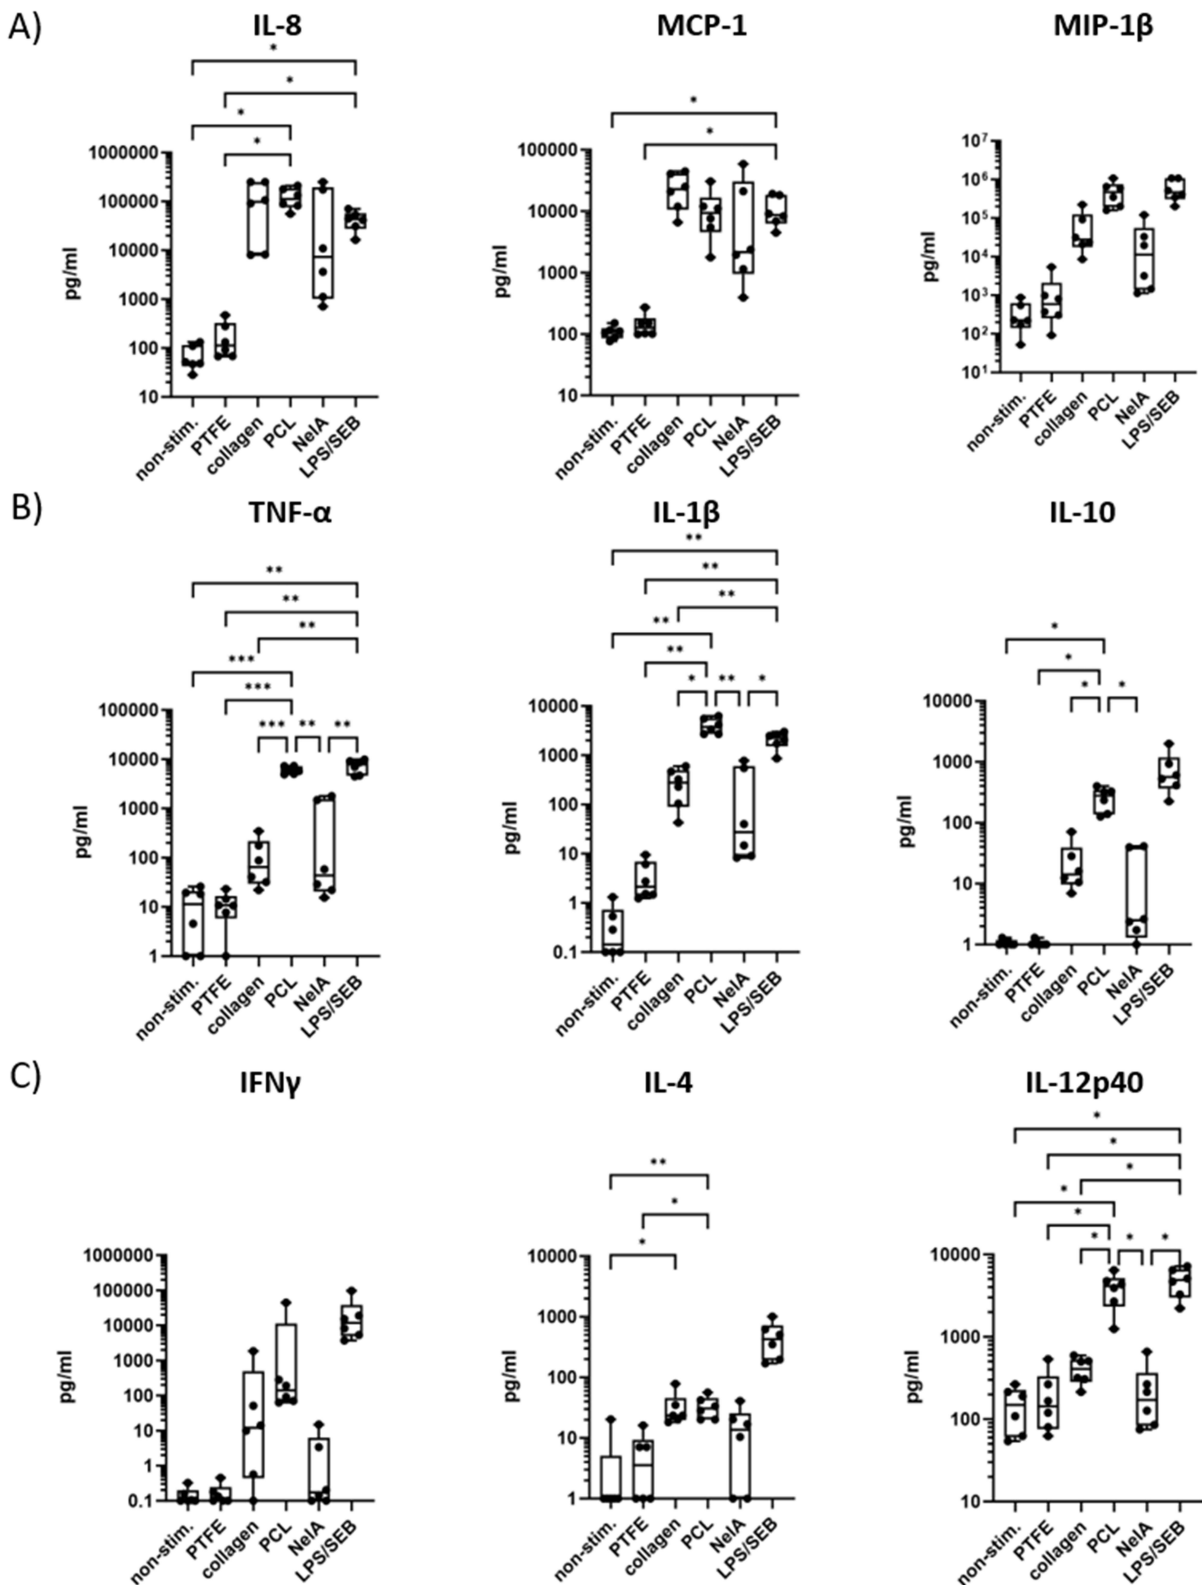 A)
IL-8
MCP-1
MIP-1β
* * * *
* *
pg/ml
1000000
100000
10000
1000
100
10
non-stim. PTFE collagen PCL NelA LPS/SEB
pg/ml
100000
10000
1000
100
10
non-stim. PTFE collagen PCL NelA LPS/SEB
pg/ml
10⁷
10⁶
10⁵
10⁴
10³
10²
10¹
non-stim. PTFE collagen PCL NelA LPS/SEB
B)
TNF-α
IL-1β
IL-10
**
**
**
***
***
*** ** **
pg/ml
100000
10000
1000
100
10
1
non-stim. PTFE collagen PCL NelA LPS/SEB
**
**
**
**
**
* ** *
pg/ml
10000
1000
100
10
1
0.1
non-stim. PTFE collagen PCL NelA LPS/SEB
*
*
* *
pg/ml
10000
1000
100
10
1
non-stim. PTFE collagen PCL NelA LPS/SEB
C)
IFNγ
IL-4
IL-12p40
pg/ml
1000000
100000
10000
1000
100
10
1
0.1
non-stim. PTFE collagen PCL NelA LPS/SEB
**
*
*
pg/ml
10000
1000
100
10
1
non-stim. PTFE collagen PCL NelA LPS/SEB
*
*
*
*
*
* * *
pg/ml
10000
1000
100
10
non-stim. PTFE collagen PCL NelA LPS/SEB